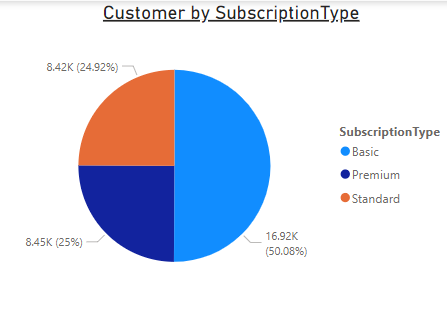 Customer by SubscriptionType
8.42K (24.92%)
SubscriptionType
Basic
Premium
Standard
8.45K (25%)
16.92K
(50.08%)